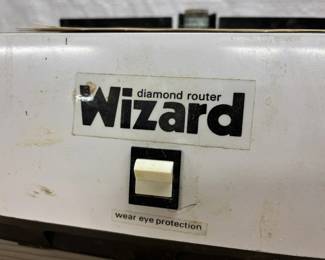 diamond router
Wizard
wear eye protection